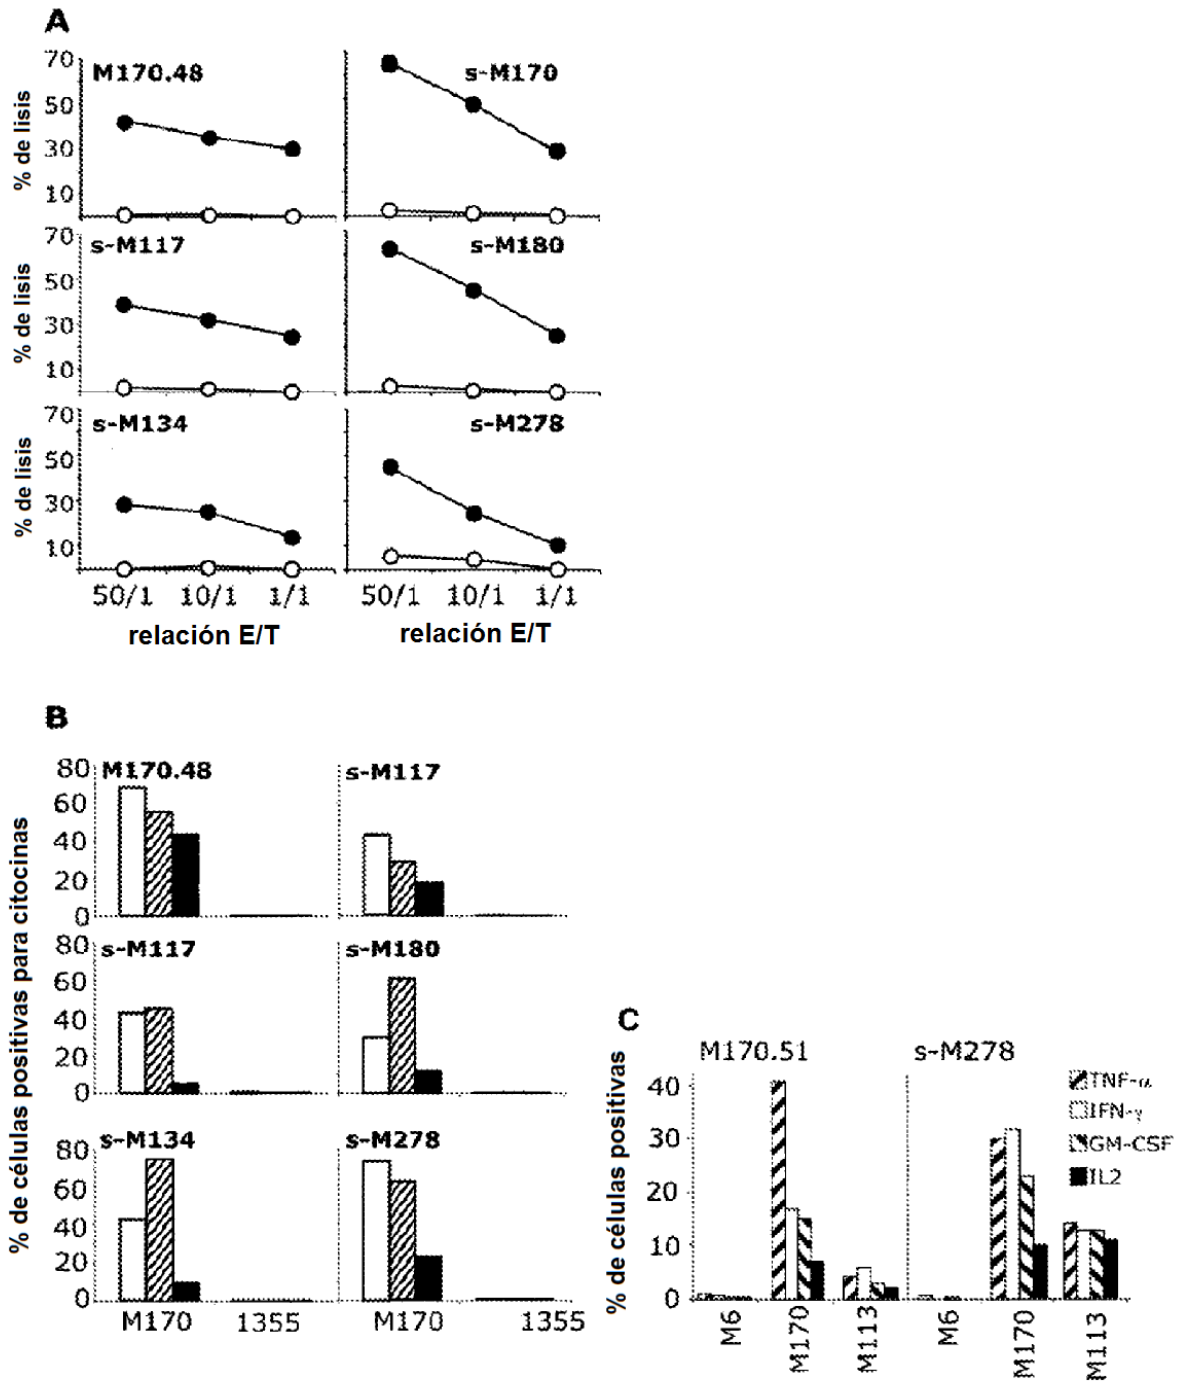 A
70
50
30
10
% de lisis
M170.48
s-M170
70
50
30
10
% de lisis
s-M117
s-M180
70
50
30
10
% de lisis
s-M134
s-M278
50/1 10/1 1/1
50/1 10/1 1/1
relación E/T
relación E/T
B
% de células positivas para citocinas
80
60
40
20
0
M170.48
s-M117
80
60
40
20
0
s-M117
s-M180
80
60
40
20
0
s-M134
s-M278
M170 1355
M170 1355
C
% de células positivas
M170.51
s-M278
40
30
20
10
0
TNF-α
IFN-γ
GM-CSF
IL2
M6
M170
M113
M6
M170
M113